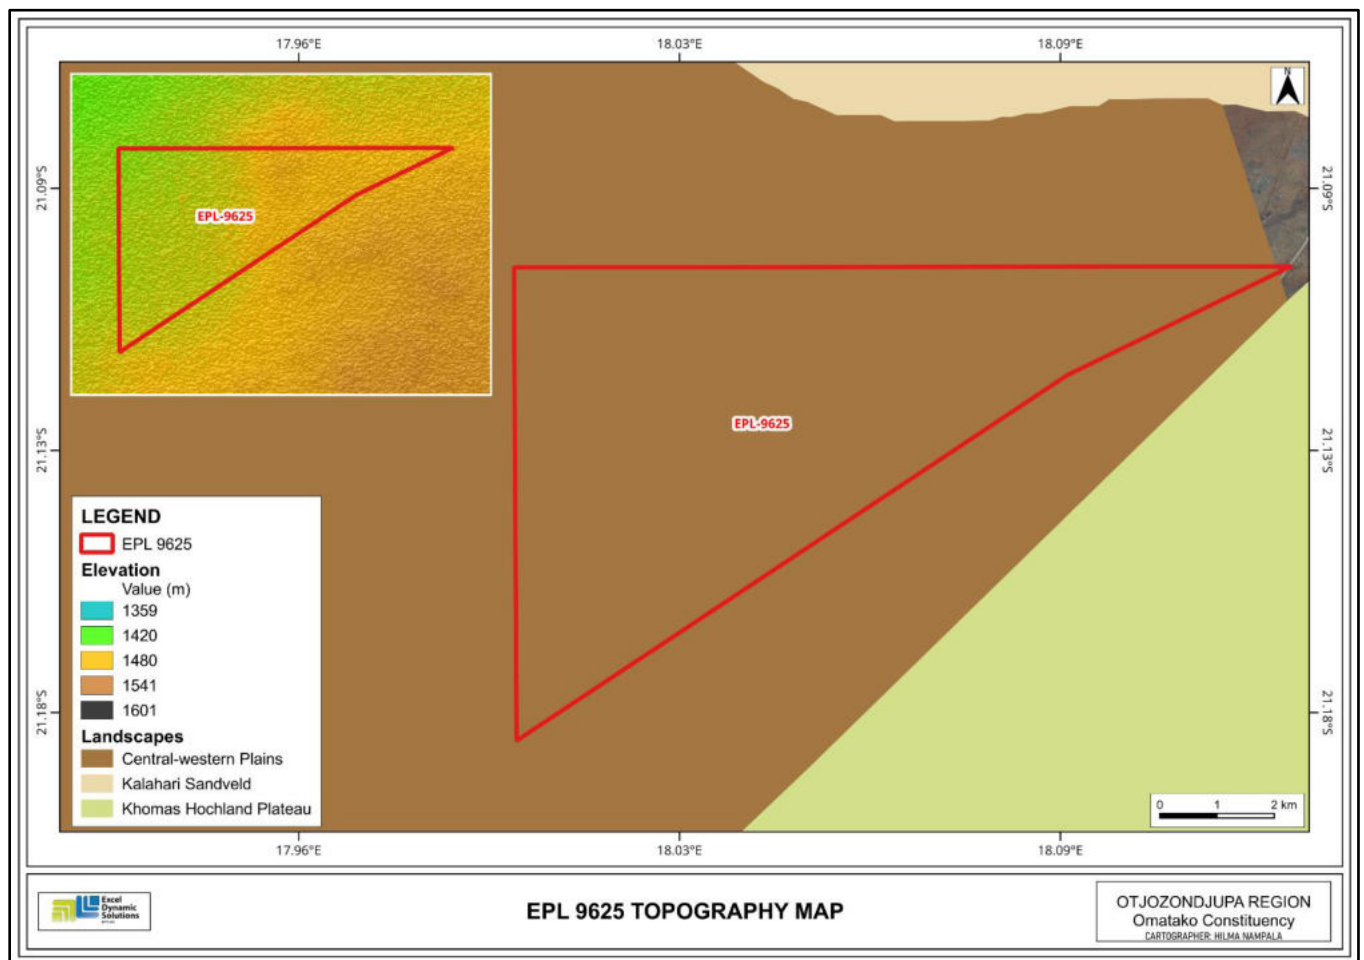 17.96°E 18.03°E 18.09°E
N
21.09°S 21.09°S
EPL-9625
EPL-9625
21.13°S 21.13°S
LEGEND
EPL 9625
Elevation
Value (m)
1359
1420
1480
1541
1601
Landscapes
Central-western Plains
Kalahari Sandveld
Khomas Hochland Plateau
21.18°S 21.18°S
0 1 2 km
17.96°E 18.03°E 18.09°E
Excel
Dynamic
Solutions
EPL 9625 TOPOGRAPHY MAP
OTJOZONDJUPA REGION
Omatako Constituency
CARTOGRAPHER: HILMA NAMPALA